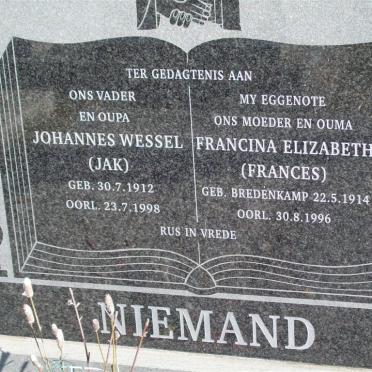 TER GEDAGTENIS AAN
ONS VADER
EN OUPA
JOHANNES WESSEL
(JAK)
GEB. 30.7.1912
OORL. 23.7.1998
MY EGGENOTE
ONS MOEDER EN OUMA
FRANCINA ELIZABETH
(FRANCES)
GEB. BREDENKAMP 22.5.1914
OORL. 30.8.1996
RUS IN VREDE
NIEMAND